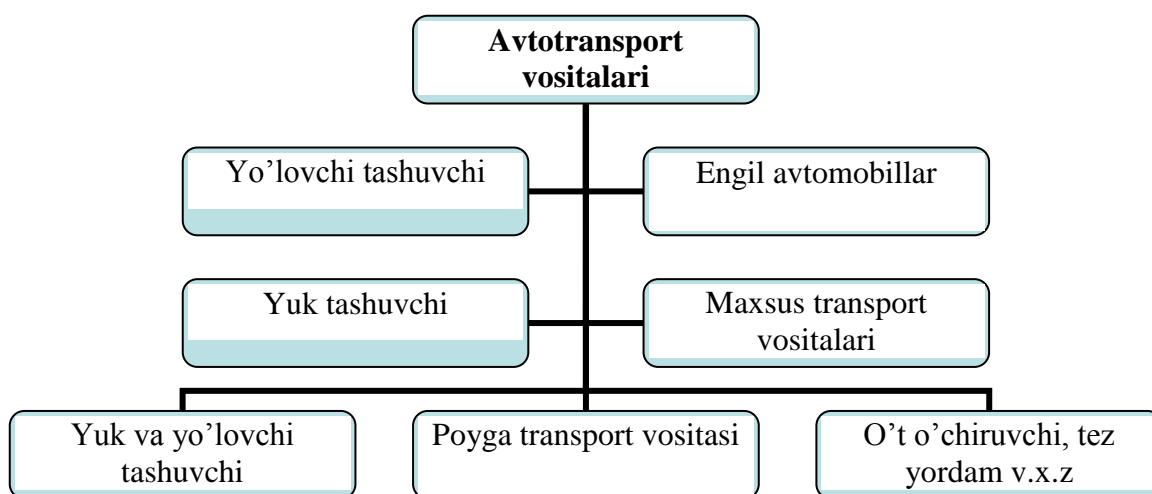 Avtotransport
vositalari
Yo’lovchi tashuvchi
Engil avtomobillar
Yuk tashuvchi
Maxsus transport
vositalari
Yuk va yo’lovchi
tashuvchi
Poyga transport vositasi
O’t o’chiruvchi, tez
yordam v.x.z